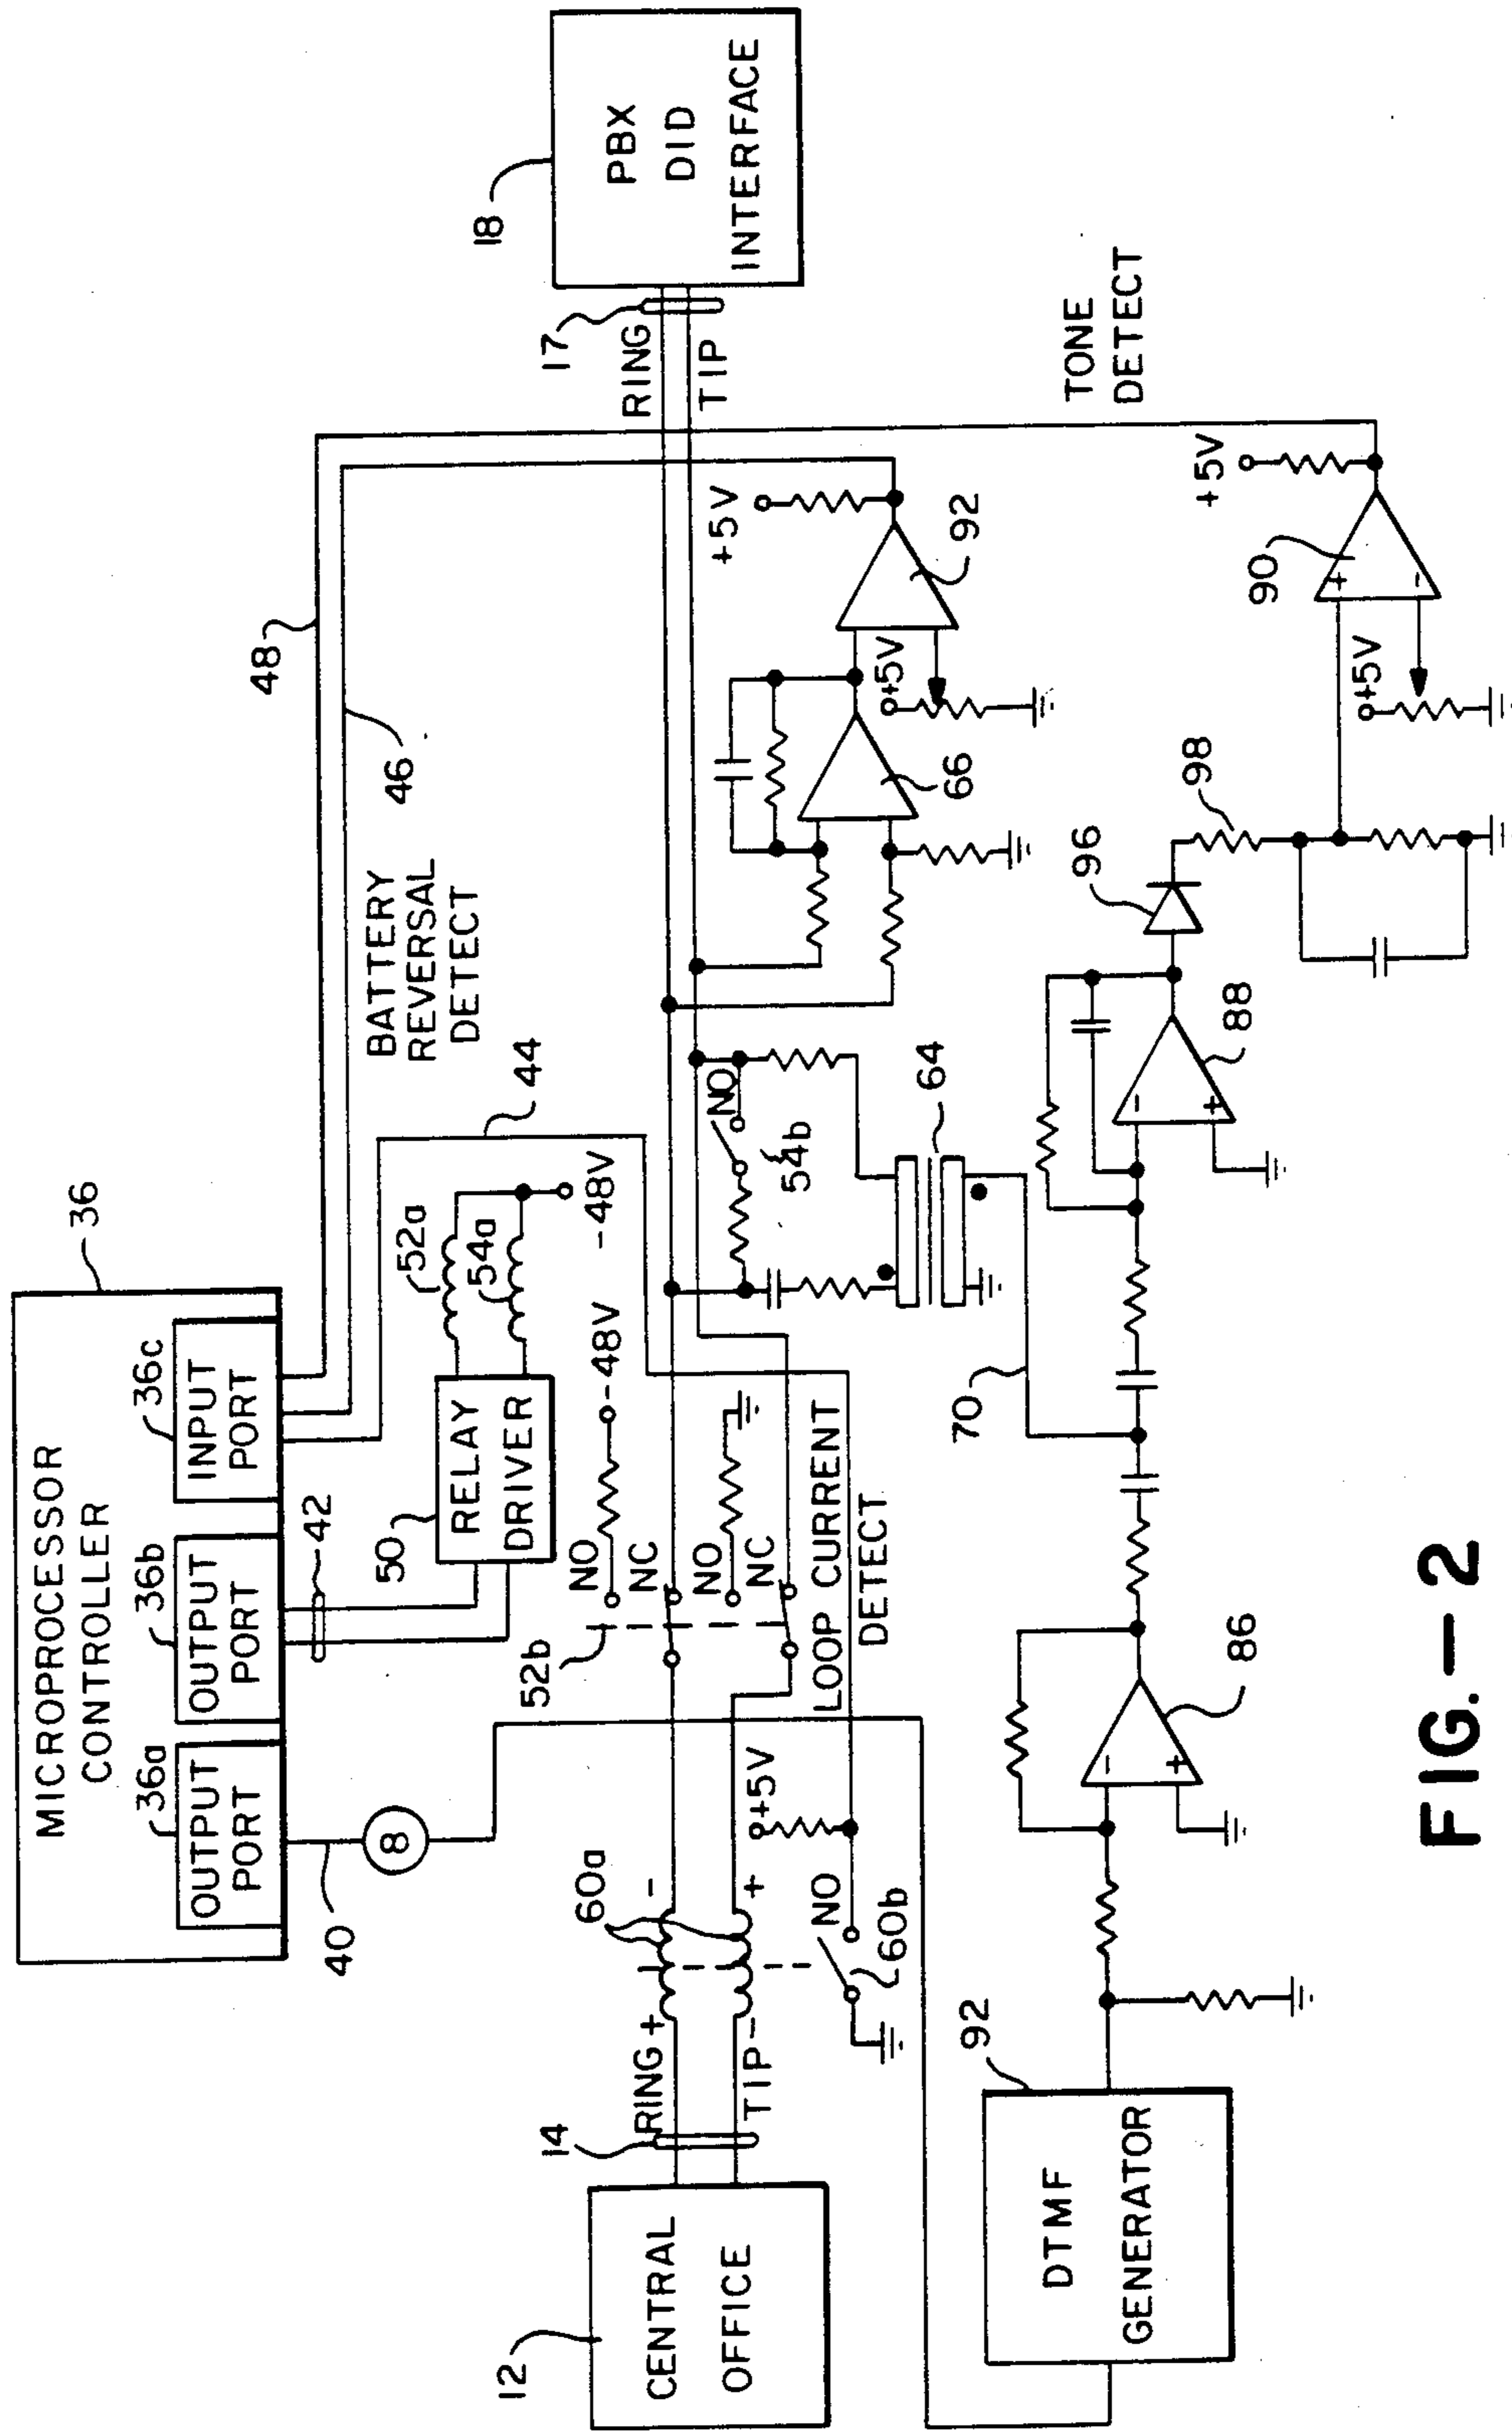 MICROPROCESSOR
CONTROLLER
36
36a
OUTPUT
PORT
36b
OUTPUT
PORT
36c
INPUT
PORT
40
8
42
50
RELAY
DRIVER
52a
54a
-48V
44
BATTERY
REVERSAL
DETECT
46
48
12
CENTRAL
OFFICE
14
RING +
TIP -
60a
-
+
+5V
NO
60b
52b
NO
NC
NO
NC
-48V
LOOP CURRENT
DETECT
NO
54b
64
66
+5V
+5V
92
RING
TIP
17
18
PBX
DID
INTERFACE
TONE
DETECT
92
DTMF
GENERATOR
-
+
86
70
-
+
88
96
98
+5V
+
-
90
+5V
FIG.-2